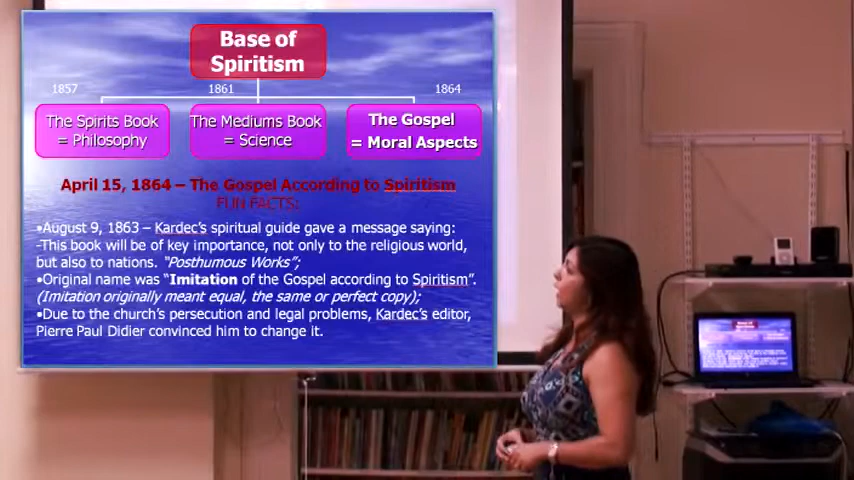 Base of
Spiritism
1857 1861 1864
The Spirits Book
= Philosophy
The Mediums Book
= Science
The Gospel
= Moral Aspects
April 15, 1864 – The Gospel According to Spiritism
FUN FACTS:
•August 9, 1863 – Kardec's spiritual guide gave a message saying:
-This book will be of key importance, not only to the religious world,
but also to nations. "Posthumous Works";
•Original name was "Imitation of the Gospel according to Spiritism".
(Imitation originally meant equal, the same or perfect copy);
•Due to the church's persecution and legal problems, Kardec's editor,
Pierre Paul Didier convinced him to change it.
Base of
Spiritism